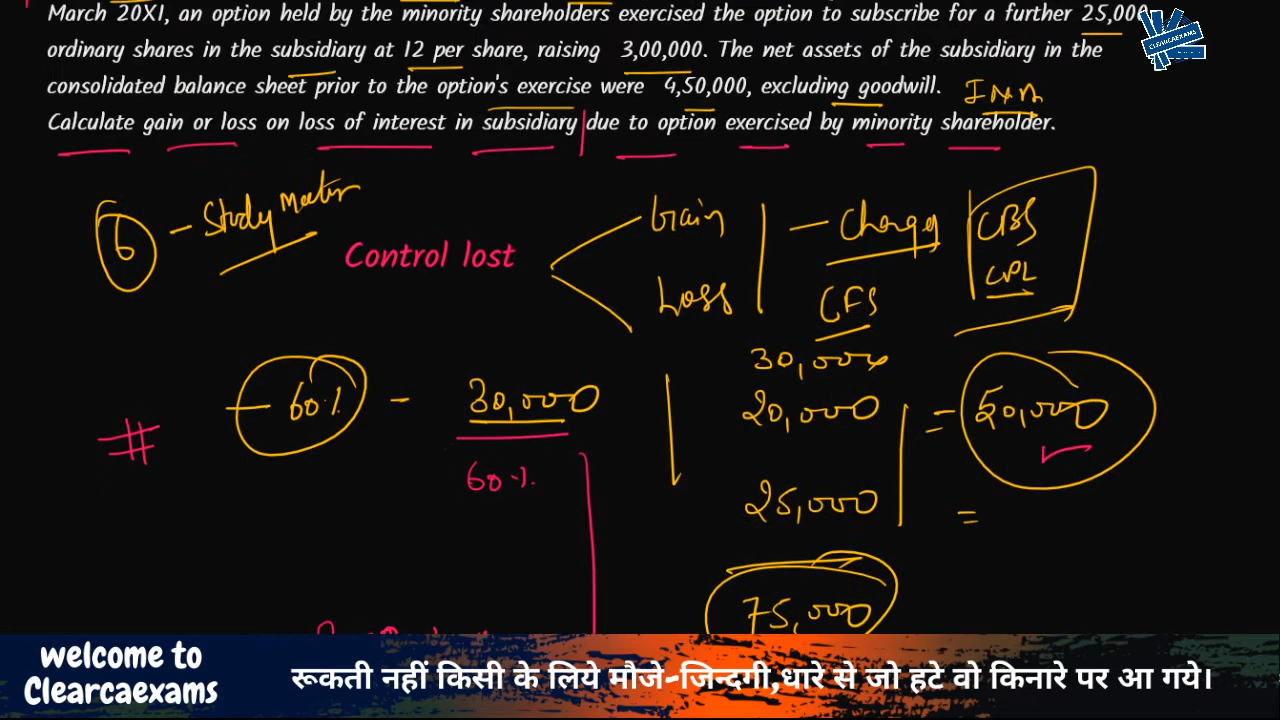 March 20X1, an option held by the minority shareholders exercised the option to subscribe for a further 25,000
ordinary shares in the subsidiary at 12 per share, raising 3,00,000. The net assets of the subsidiary in the
consolidated balance sheet prior to the option's exercise were 4,50,000, excluding goodwill.
INR
Calculate gain or loss on loss of interest in subsidiary due to option exercised by minority shareholder.
CLEARCAEXAMS
6 - Study
Control lost
Gain
Loss
CFS
CBS
CPL
30,000
# 60% - 30,000
60%
20,000 = 50,000
25,000 =
75,000
welcome to
Clearcaexams
रूकती नहीं किसी के लिये मौजे-ज़िन्दगी,धारे से जो हटे वो किनारे पर आ गये।